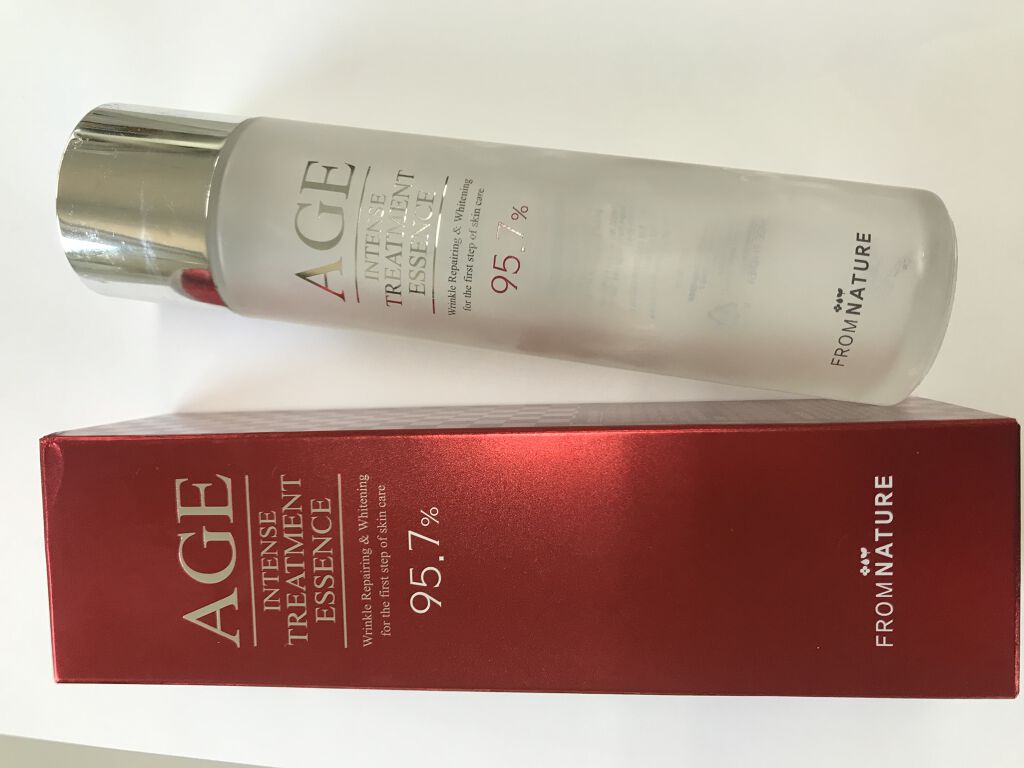 AGE
INTENSE
TREATMENT
ESSENCE
Wrinkle Repairing & Whitening
for the first step of skin care
95.7%
FROMNATURE
AGE
INTENSE
TREATMENT
ESSENCE
Wrinkle Repairing & Whitening
for the first step of skin care
95.7%
FROMNATURE